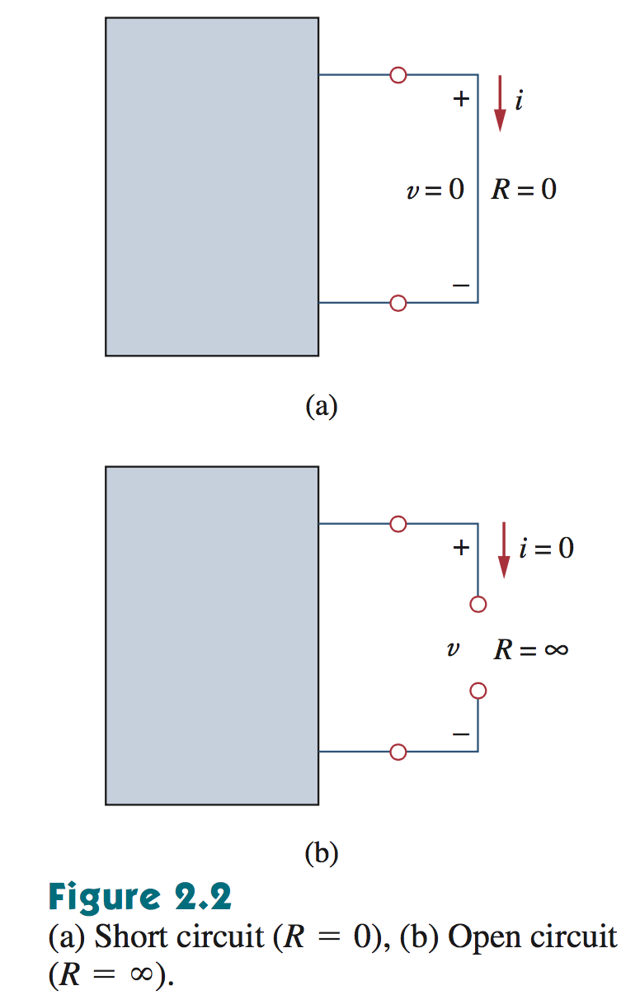 + i
v = 0 R = 0
–
(a)
+ i = 0
v R = ∞
–
(b)
Figure 2.2
(a) Short circuit (R = 0), (b) Open circuit
(R = ∞).